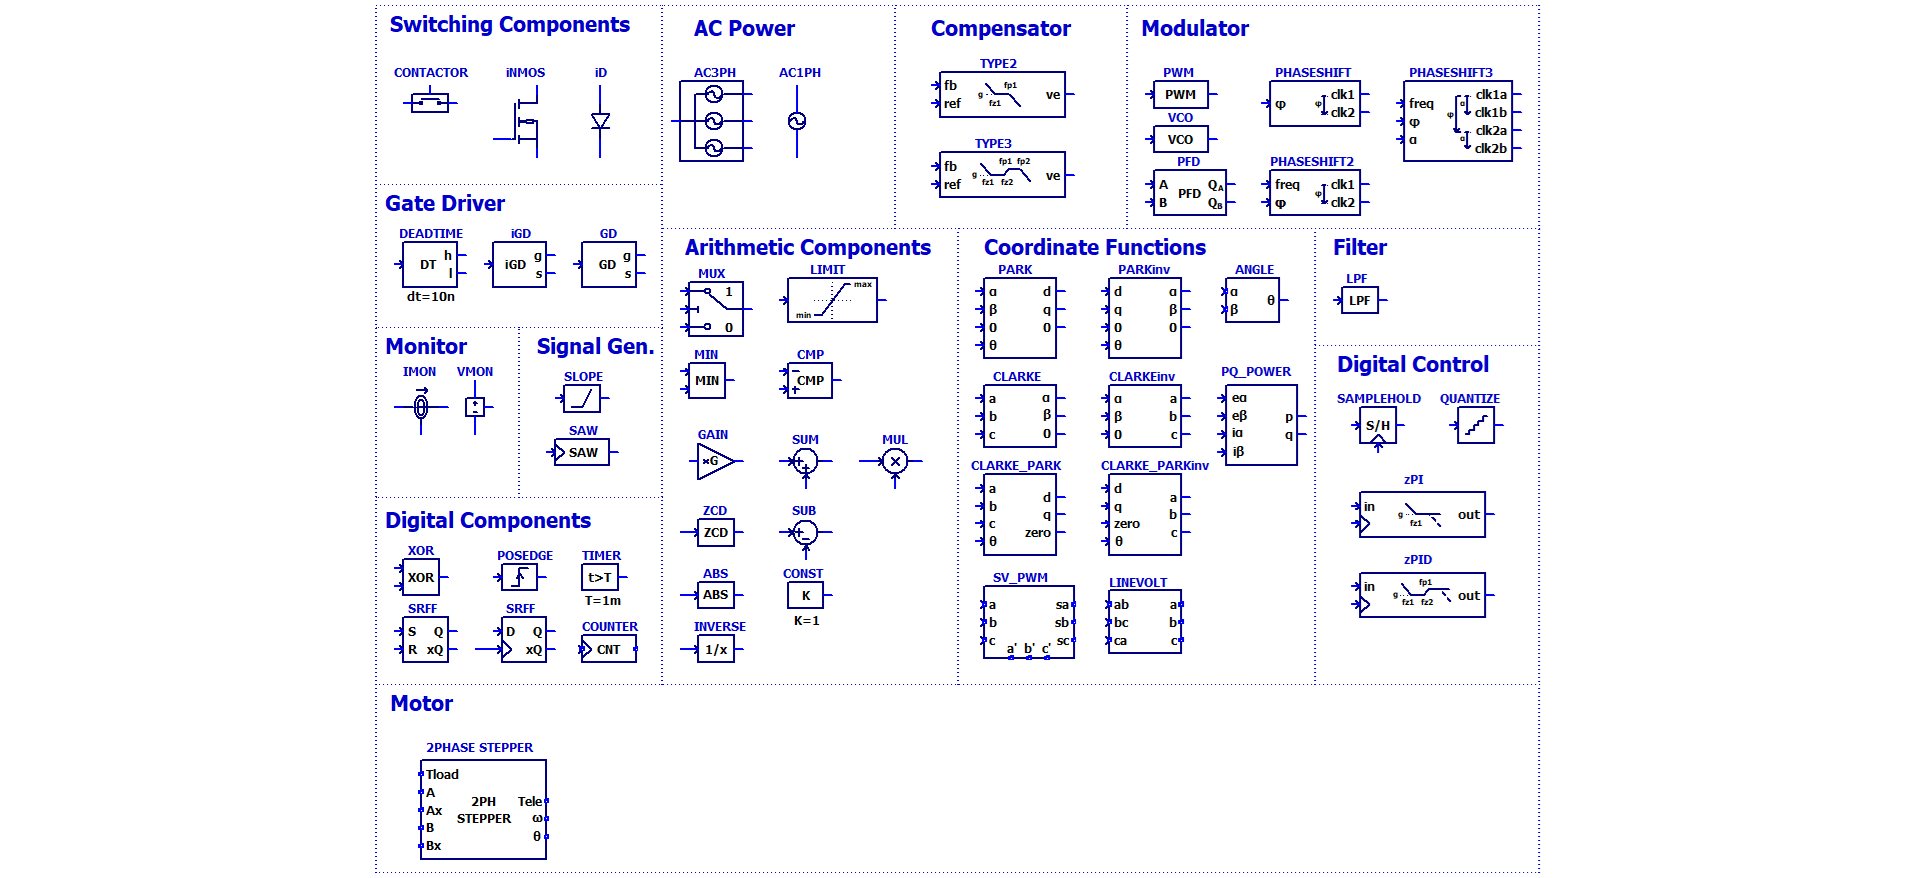 Switching Components
CONTACTOR
iNMOS
iD
AC Power
AC3PH
AC1PH
Compensator
TYPE2
fb
ref
g
fz1
fp1
ve
TYPE3
fb
ref
g
fz1
fp1 fp2
fz2
ve
Modulator
PWM
PWM
VCO
VCO
PFD
A
B
PFD
QA
QB
PHASESHIFT
φ
φ
clk1
clk2
PHASESHIFT2
freq
φ
φ
clk1
clk2
PHASESHIFT3
freq
φ
α
φ
α
α
clk1a
clk1b
clk2a
clk2b
Gate Driver
DEADTIME
DT
h
l
dt=10n
iGD
iGD
g
s
GD
GD
g
s
Monitor
IMON
VMON
Signal Gen.
SLOPE
SAW
SAW
Digital Components
XOR
XOR
POSEDGE
TIMER
t>T
T=1m
SRFF
S
R
Q
xQ
SRFF
D
Q
xQ
COUNTER
CNT
Arithmetic Components
MUX
1
0
LIMIT
max
min
MIN
MIN
CMP
CMP
GAIN
×G
SUM
MUL
ZCD
ZCD
SUB
ABS
ABS
CONST
K
K=1
INVERSE
1/x
Coordinate Functions
PARK
α
β
0
θ
d
q
0
PARKinv
d
q
0
θ
α
β
0
ANGLE
α
β
θ
CLARKE
a
b
c
α
β
0
CLARKEinv
α
β
0
a
b
c
PQ_POWER
eα
eβ
iα
iβ
p
q
CLARKE_PARK
a
b
c
θ
d
q
zero
CLARKE_PARKinv
d
q
zero
θ
a
b
c
SV_PWM
a
b
c
sa
sb
sc
a' b' c'
LINEVOLT
ab
bc
ca
a
b
c
Filter
LPF
LPF
Digital Control
SAMPLEHOLD
S/H
QUANTIZE
zPI
in
g
fz1
out
zPID
in
g
fz1
fp1
fz2
out
Motor
2PHASE STEPPER
Tload
A
Ax
B
Bx
2PH
STEPPER
Tele
ω
θ